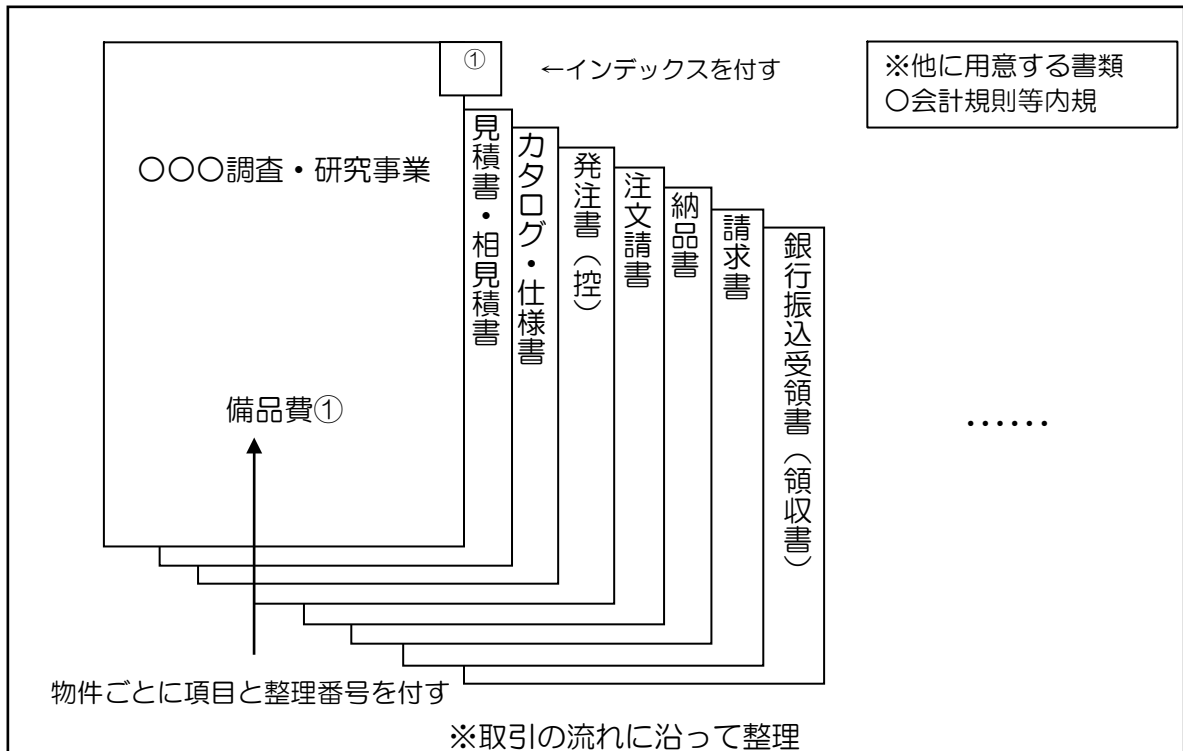 ①
←インデックスを付す
※他に用意する書類
〇会計規則等内規
〇〇〇調査・研究事業
備品費①
見積書・相見積書
カタログ・仕様書
発注書（控）
注文請書
納品書
請求書
銀行振込受領書（領収書）
……
物件ごとに項目と整理番号を付す
※取引の流れに沿って整理